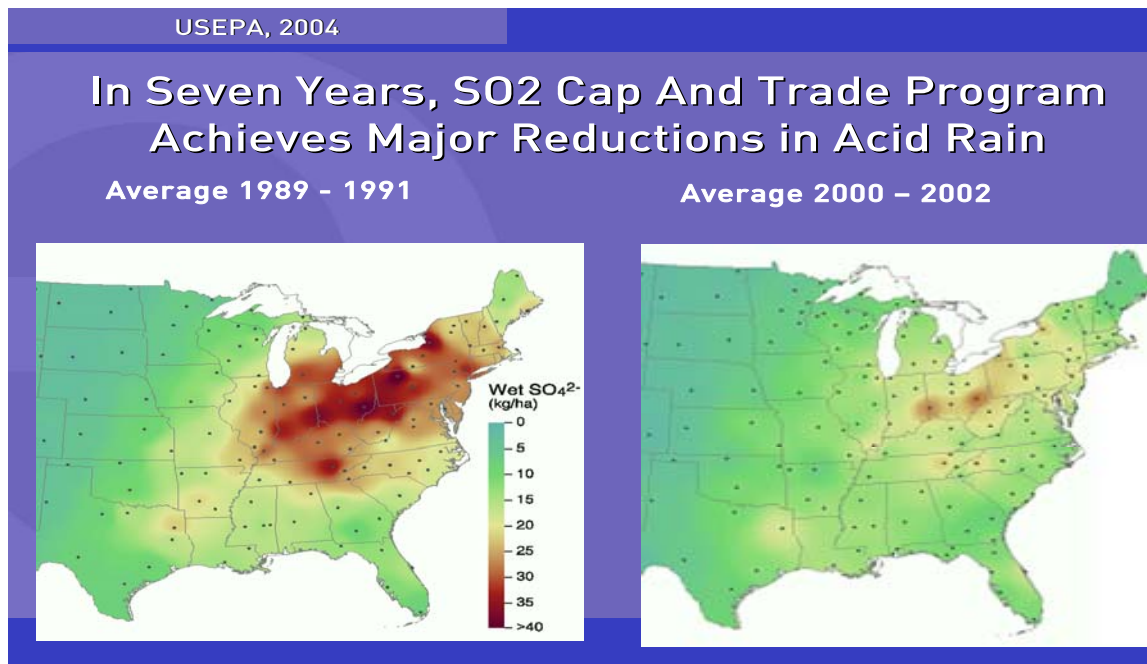 USEPA, 2004
In Seven Years, SO2 Cap And Trade Program
Achieves Major Reductions in Acid Rain
Average 1989 - 1991
Average 2000 – 2002
Wet SO₄²⁻
(kg/ha)
0
5
10
15
20
25
30
35
>40